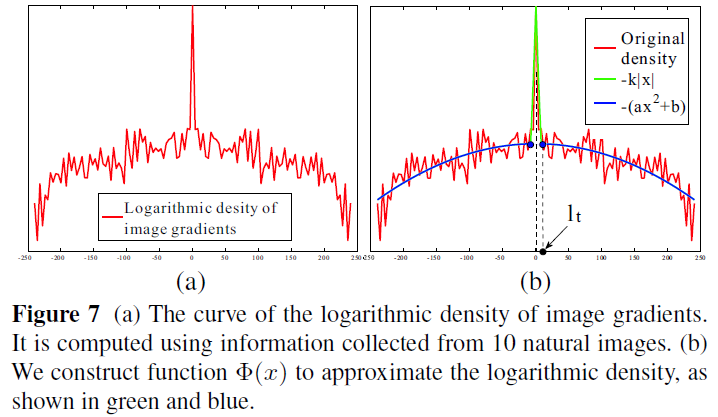 Logarithmic desity of
image gradients
-250 -200 -150 -100 -50 0 50 100 150 200 250
(a)
Original
density
-k|x|
-(ax²+b)
lt
-250 -200 -150 -100 -50 0 50 100 150 200 250
(b)
Figure 7 (a) The curve of the logarithmic density of image gradients.
It is computed using information collected from 10 natural images. (b)
We construct function Φ(x) to approximate the logarithmic density, as
shown in green and blue.